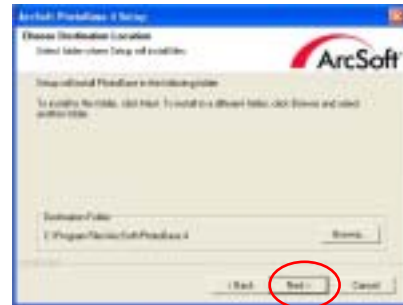 ArcSoft PhotoBase 4 Setup
Choose Destination Location
Select folder where Setup will install files.
ArcSoft
Setup will install PhotoBase in the following folder.
To install to this folder, click Next. To install to a different folder, click Browse and select
another folder.
Destination Folder
C:\Program Files\ArcSoft\PhotoBase 4
Browse...
< Back
Next >
Cancel